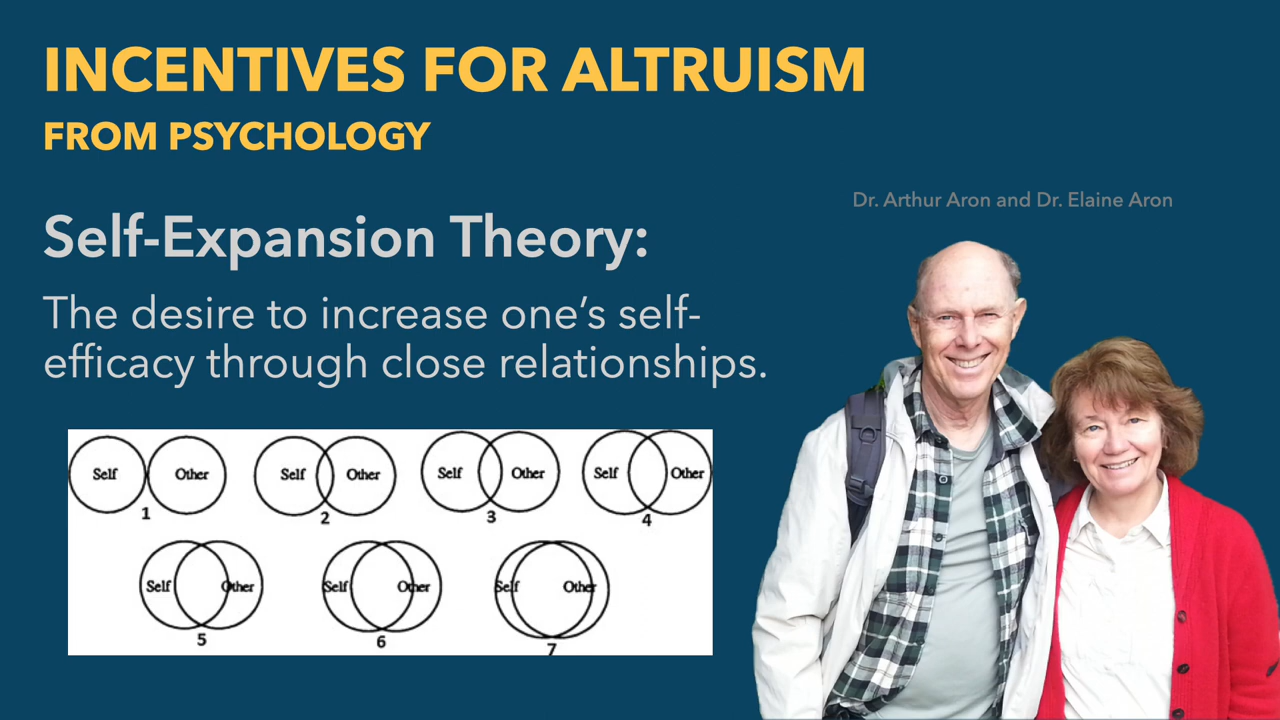 INCENTIVES FOR ALTRUISM
FROM PSYCHOLOGY
Dr. Arthur Aron and Dr. Elaine Aron
Self-Expansion Theory:
The desire to increase one’s self-
efficacy through close relationships.
Self Other Self Other Self Other Self Other
1 2 3 4
Self Other Self Other Self Other
5 6 7